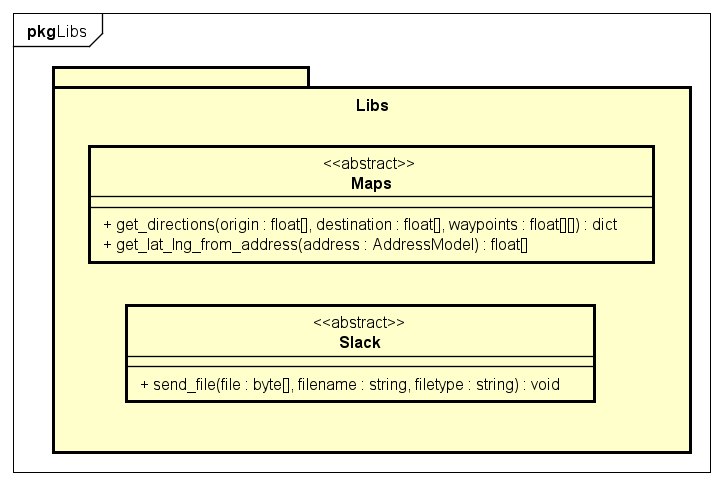 pkgLibs
Libs
<<abstract>>
Maps
+ get_directions(origin : float[], destination : float[], waypoints : float[][]) : dict
+ get_lat_lng_from_address(address : AddressModel) : float[]
<<abstract>>
Slack
+ send_file(file : byte[], filename : string, filetype : string) : void